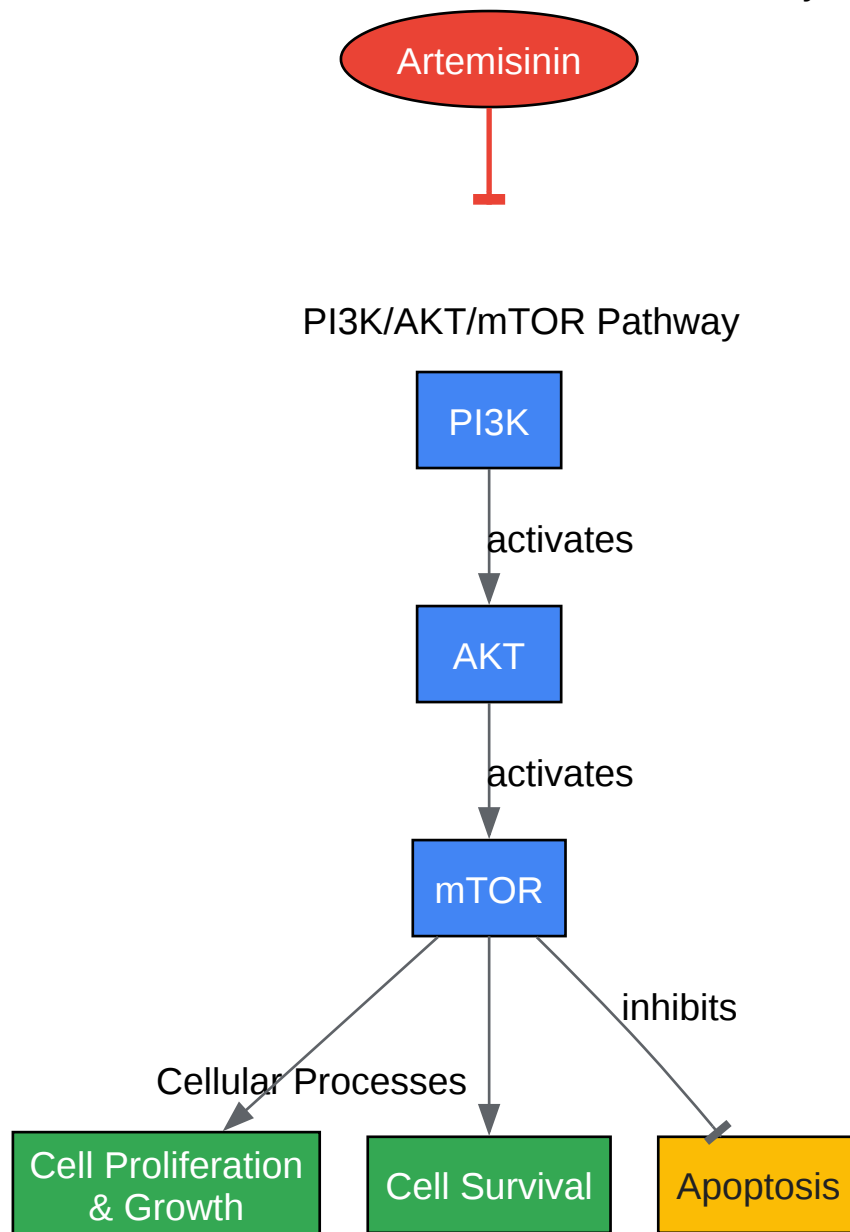 Artemisinin
PI3K/AKT/mTOR Pathway
PI3K
activates
AKT
activates
mTOR
inhibits
Cellular Processes
Cell Proliferation
& Growth
Cell Survival
Apoptosis